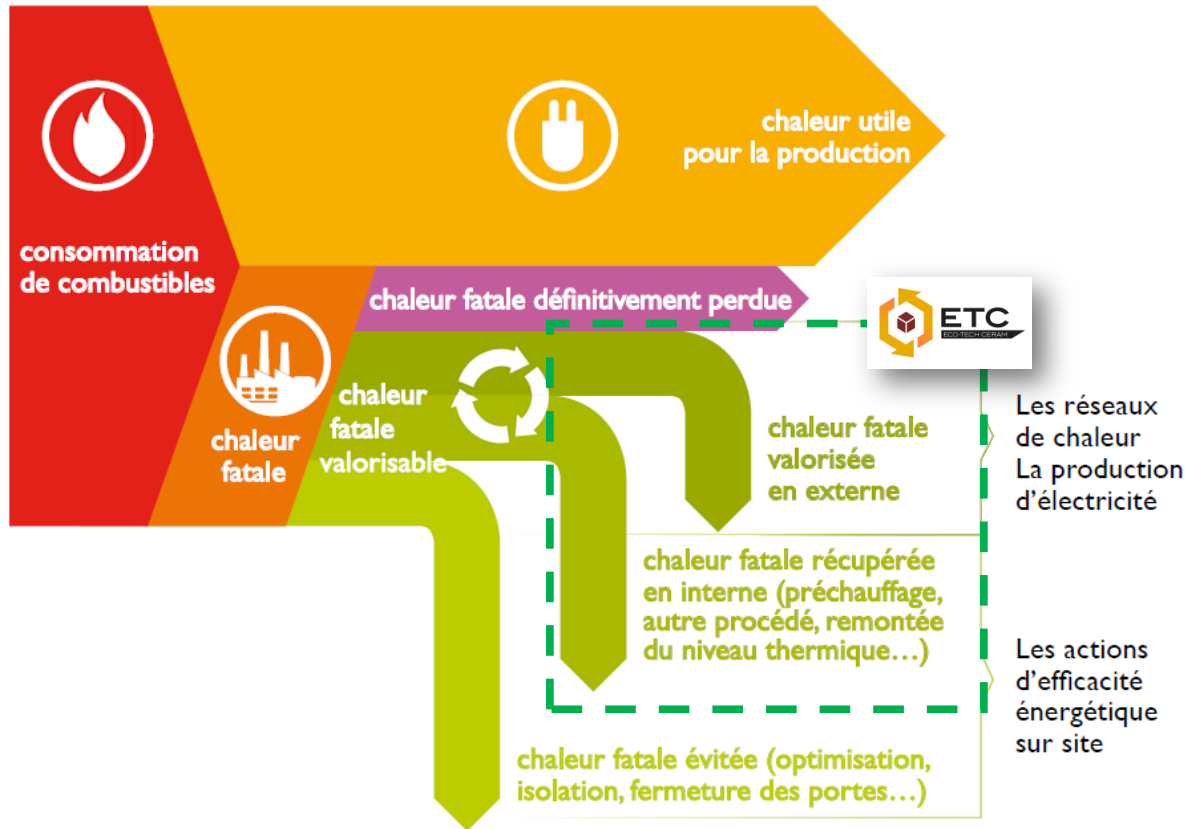 chaleur utile
pour la production
consommation
de combustibles
chaleur fatale définitivement perdue
ETC
ECO-TECH CERAM
chaleur
fatale
chaleur
fatale
valorisable
chaleur fatale
valorisée
en externe
Les réseaux
de chaleur
La production
d'électricité
chaleur fatale récupérée
en interne (préchauffage,
autre procédé, remontée
du niveau thermique…)
Les actions
d'efficacité
énergétique
sur site
chaleur fatale évitée (optimisation,
isolation, fermeture des portes…)